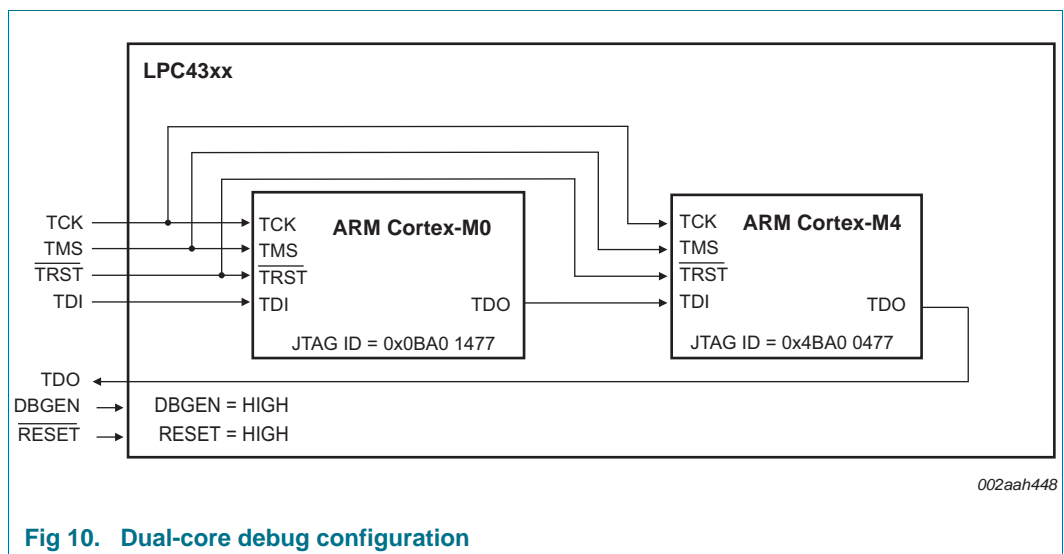 LPC43xx
TCK
TMS
TRST
TDI
TCK
TMS
TRST
TDI
ARM Cortex-M0
TDO
JTAG ID = 0x0BA0 1477
TCK
TMS
TRST
TDI
ARM Cortex-M4
TDO
JTAG ID = 0x4BA0 0477
TDO
DBGEN
DBGEN = HIGH
RESET
RESET = HIGH
002aah448
Fig 10. Dual-core debug configuration